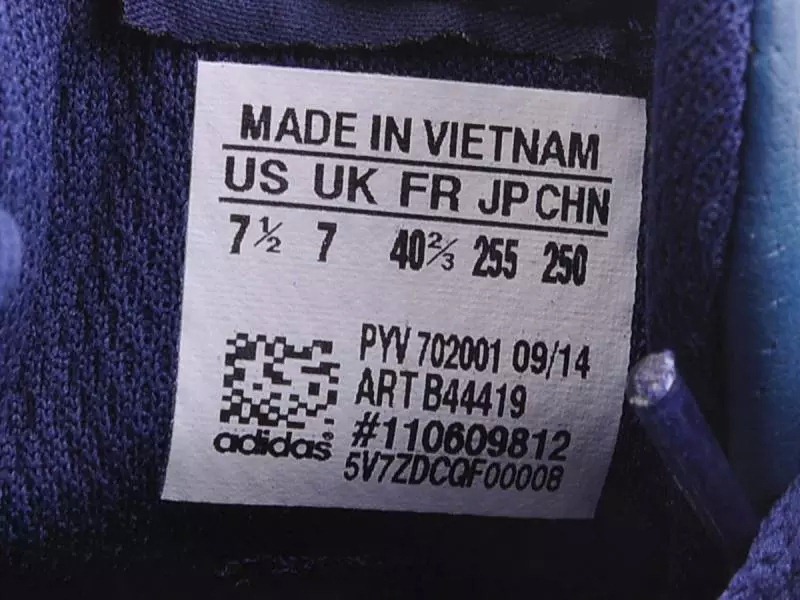 MADE IN VIETNAM
US UK FR JP CHN
7½ 7 40⅔ 255 250
PYV 702001 09/14
ART B44419
#110609812
adidas®
5V7ZDCQF00008